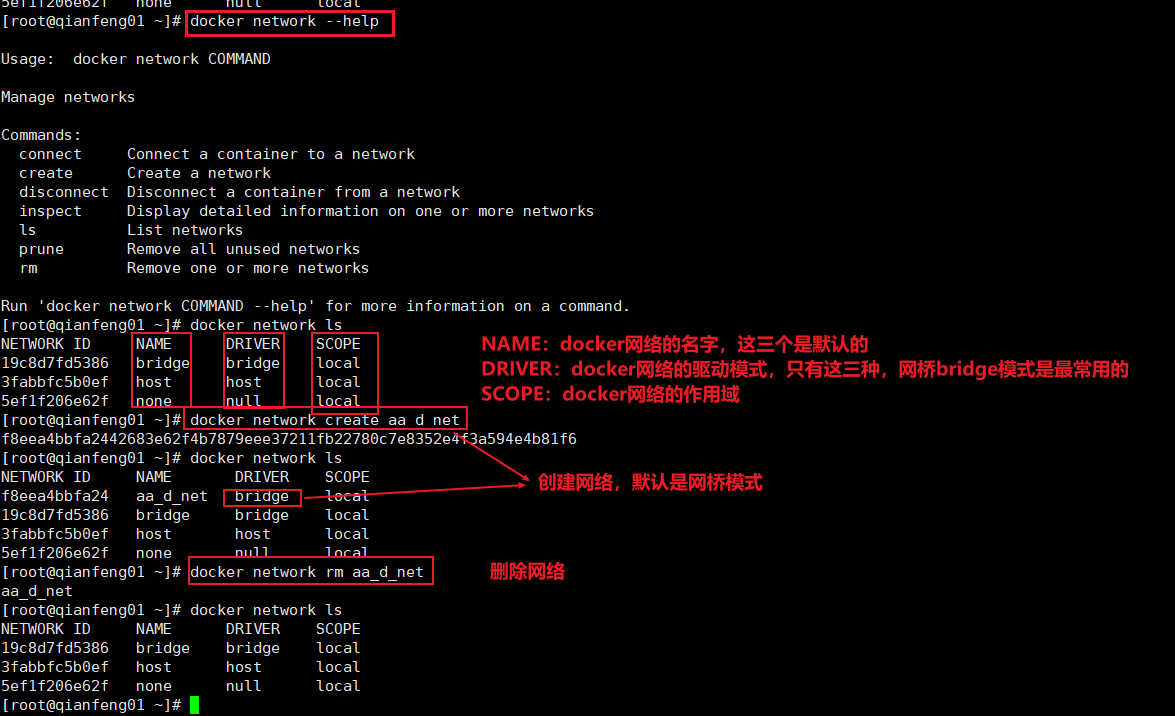 5ef1f206e62f   none      null      local
[root@qianfeng01 ~]# docker network --help
Usage:  docker network COMMAND
Manage networks
Commands:
  connect     Connect a container to a network
  create      Create a network
  disconnect  Disconnect a container from a network
  inspect     Display detailed information on one or more networks
  ls          List networks
  prune       Remove all unused networks
  rm          Remove one or more networks
Run 'docker network COMMAND --help' for more information on a command.
[root@qianfeng01 ~]# docker network ls
NETWORK ID     NAME      DRIVER    SCOPE
NAME：docker网络的名字，这三个是默认的
19c8d7fd5386   bridge    bridge    local
DRIVER：docker网络的驱动模式，只有这三种，网桥bridge模式是最常用的
3fabbfc5b0ef   host      host      local
SCOPE：docker网络的作用域
5ef1f206e62f   none      null      local
[root@qianfeng01 ~]# docker network create aa_d_net
f8eea4bbfa2442683e62f4b7879eee37211fb22780c7e8352e4f3a594e4b81f6
[root@qianfeng01 ~]# docker network ls
NETWORK ID     NAME       DRIVER    SCOPE
创建网络，默认是网桥模式
f8eea4bbfa24   aa_d_net   bridge    local
19c8d7fd5386   bridge     bridge    local
3fabbfc5b0ef   host       host      local
5ef1f206e62f   none       null      local
[root@qianfeng01 ~]# docker network rm aa_d_net
删除网络
aa_d_net
[root@qianfeng01 ~]# docker network ls
NETWORK ID     NAME      DRIVER    SCOPE
19c8d7fd5386   bridge    bridge    local
3fabbfc5b0ef   host      host      local
5ef1f206e62f   none      null      local
[root@qianfeng01 ~]#